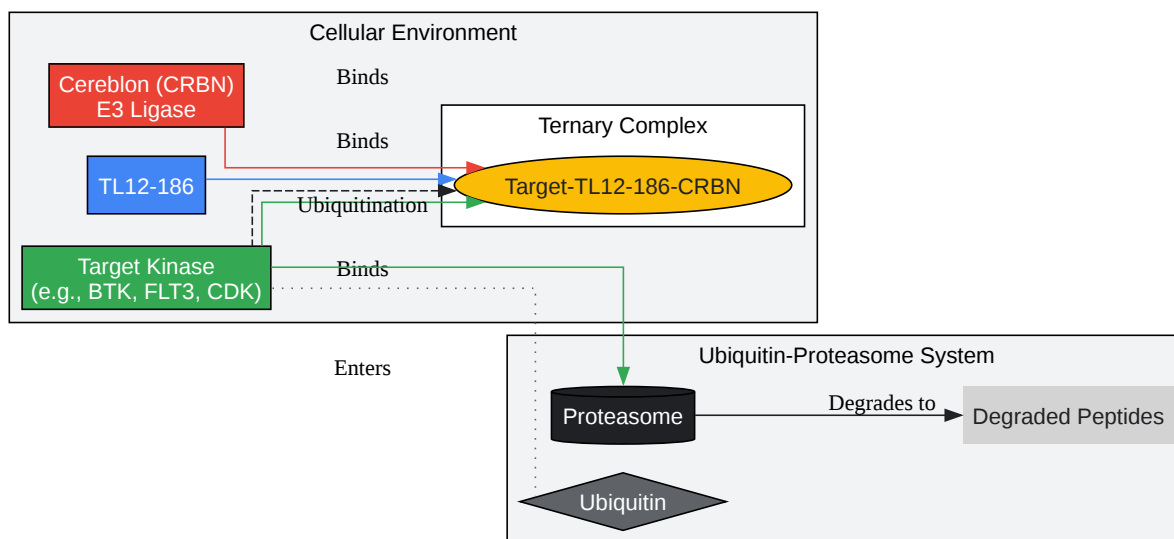 Cellular Environment
Cereblon (CRBN)
E3 Ligase
Binds
Ternary Complex
Binds
TL12-186
Target-TL12-186-CRBN
Ubiquitination
Target Kinase
(e.g., BTK, FLT3, CDK)
Binds
Enters
Ubiquitin-Proteasome System
Proteasome
Degrades to
Degraded Peptides
Ubiquitin